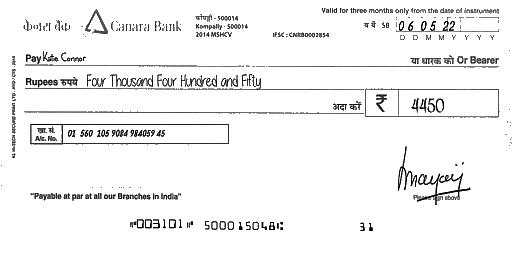 केनरा बैंक Canara Bank
कोंपल्ली - 500014
Kompally - 500014
2014 MSHCV
IFSC : CNRB0002854
Valid for three months only from the date of instrument
SB 06 05 22
D D M M Y Y Y Y
Pay Katie Connor या धारक को Or Bearer
Rupees रुपये Four Thousand Four Hundred and Fifty
अदा करें ₹ 4450
खा. सं.
A/c. No. 01 560 105 9084 984059 45
Please sign above
"Payable at par at all our Branches in India"
⑈003101⑈ 500015048⑆ 31